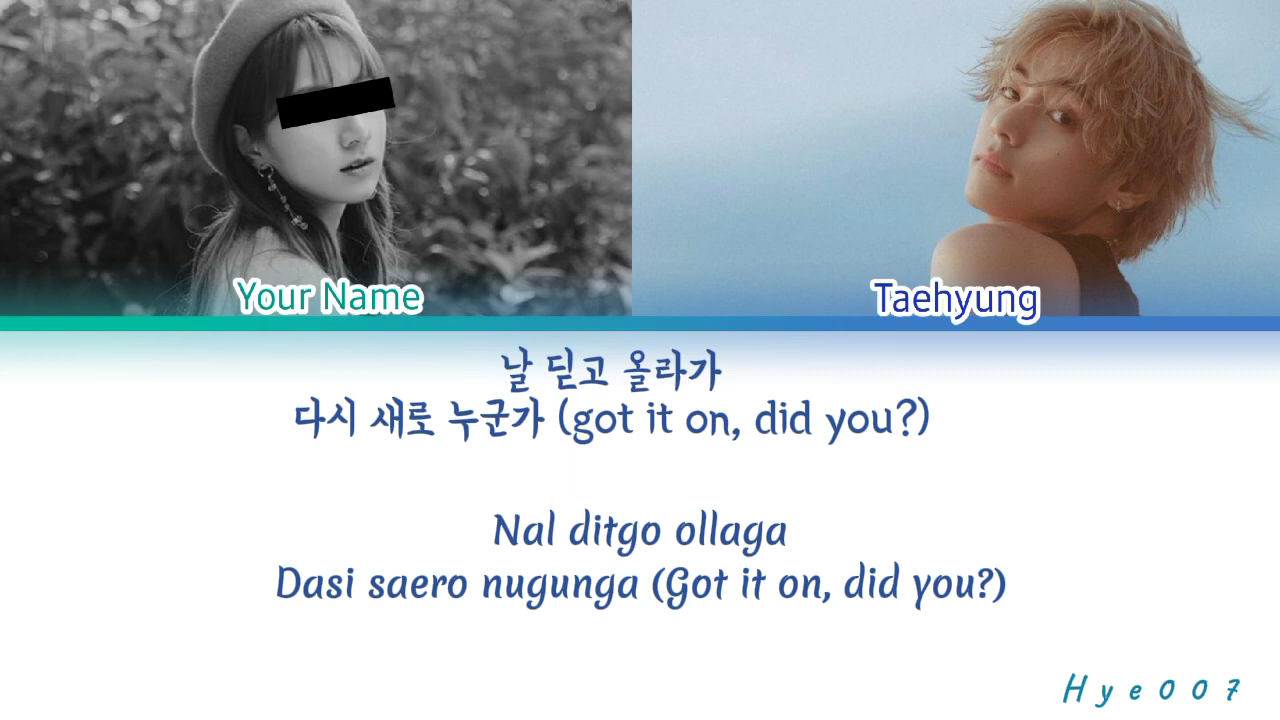 Your Name
Taehyung
날 딛고 올라가
다시 새로 누군가 (got it on, did you?)
Nal ditgo ollaga
Dasi saero nugunga (Got it on, did you?)
Hye007